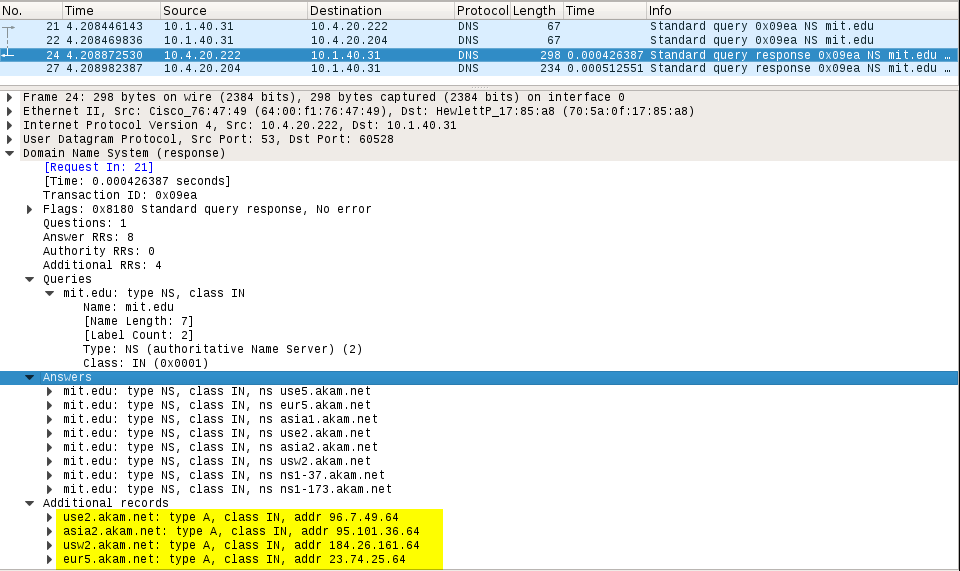 No. Time Source Destination Protocol Length Time Info
21 4.208446143 10.1.40.31 10.4.20.222 DNS 67 Standard query 0x09ea NS mit.edu
22 4.208469836 10.1.40.31 10.4.20.204 DNS 67 Standard query 0x09ea NS mit.edu
24 4.208872530 10.4.20.222 10.1.40.31 DNS 298 0.000426387 Standard query response 0x09ea NS mit.edu …
27 4.208982387 10.4.20.204 10.1.40.31 DNS 234 0.000512551 Standard query response 0x09ea NS mit.edu …
Frame 24: 298 bytes on wire (2384 bits), 298 bytes captured (2384 bits) on interface 0
Ethernet II, Src: Cisco_76:47:49 (64:00:f1:76:47:49), Dst: HewlettP_17:85:a8 (70:5a:0f:17:85:a8)
Internet Protocol Version 4, Src: 10.4.20.222, Dst: 10.1.40.31
User Datagram Protocol, Src Port: 53, Dst Port: 60528
Domain Name System (response)
[Request In: 21]
[Time: 0.000426387 seconds]
Transaction ID: 0x09ea
Flags: 0x8180 Standard query response, No error
Questions: 1
Answer RRs: 8
Authority RRs: 0
Additional RRs: 4
Queries
mit.edu: type NS, class IN
Name: mit.edu
[Name Length: 7]
[Label Count: 2]
Type: NS (authoritative Name Server) (2)
Class: IN (0x0001)
Answers
mit.edu: type NS, class IN, ns use5.akam.net
mit.edu: type NS, class IN, ns eur5.akam.net
mit.edu: type NS, class IN, ns asia1.akam.net
mit.edu: type NS, class IN, ns use2.akam.net
mit.edu: type NS, class IN, ns asia2.akam.net
mit.edu: type NS, class IN, ns usw2.akam.net
mit.edu: type NS, class IN, ns ns1-37.akam.net
mit.edu: type NS, class IN, ns ns1-173.akam.net
Additional records
use2.akam.net: type A, class IN, addr 96.7.49.64
asia2.akam.net: type A, class IN, addr 95.101.36.64
usw2.akam.net: type A, class IN, addr 184.26.161.64
eur5.akam.net: type A, class IN, addr 23.74.25.64